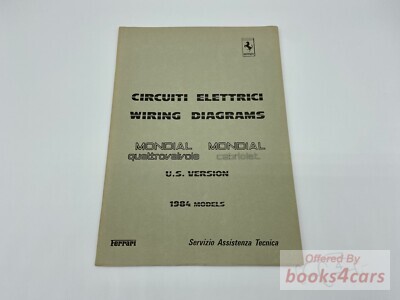 CIRCUITI ELETTRICI
WIRING DIAGRAMS
MONDIAL MONDIAL
quattrovalvole cabriolet.
U.S. VERSION
1984 MODELS
Ferrari Servizio Assistenza Tecnica
Offered By
books4cars